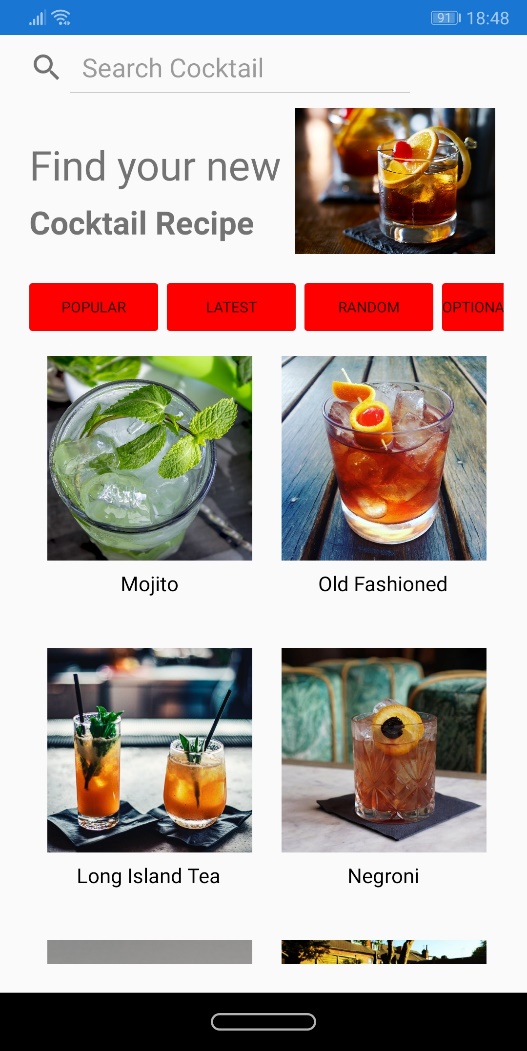 91 18:48
Search Cocktail
Find your new
Cocktail Recipe
POPULAR LATEST RANDOM OPTIONA
Mojito Old Fashioned
Long Island Tea Negroni